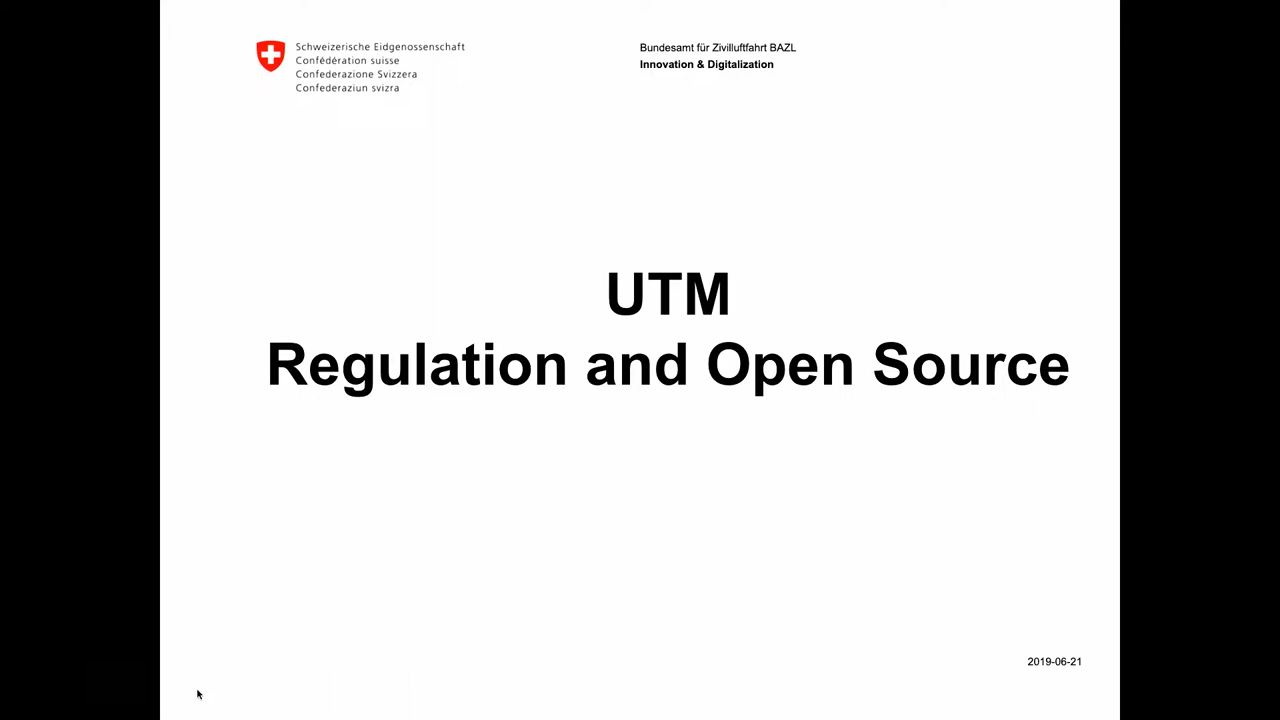 Schweizerische Eidgenossenschaft
Confédération suisse
Confederazione Svizzera
Confederaziun svizra
Bundesamt für Zivilluftfahrt BAZL
Innovation & Digitalization
UTM
Regulation and Open Source
2019-06-21